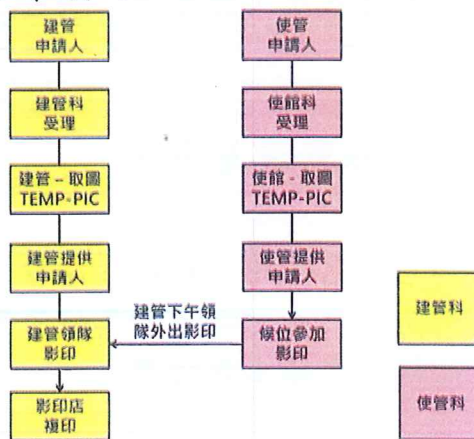 建管
申請人
建管科
受理
建管－取圖
TEMP-PIC
建管提供
申請人
建管領隊
影印
影印店
複印
使管
申請人
使館科
受理
使館－取圖
TEMP-PIC
使管提供
申請人
候位參加
影印
建管下午領
隊外出影印
建管科
使管科